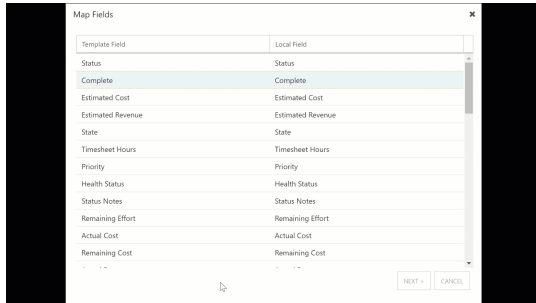 Map Fields
Template Field Local Field
Status Status
Complete Complete
Estimated Cost Estimated Cost
Estimated Revenue Estimated Revenue
State State
Timesheet Hours Timesheet Hours
Priority Priority
Health Status Health Status
Status Notes Status Notes
Remaining Effort Remaining Effort
Actual Cost Actual Cost
Remaining Cost Remaining Cost
NEXT > CANCEL